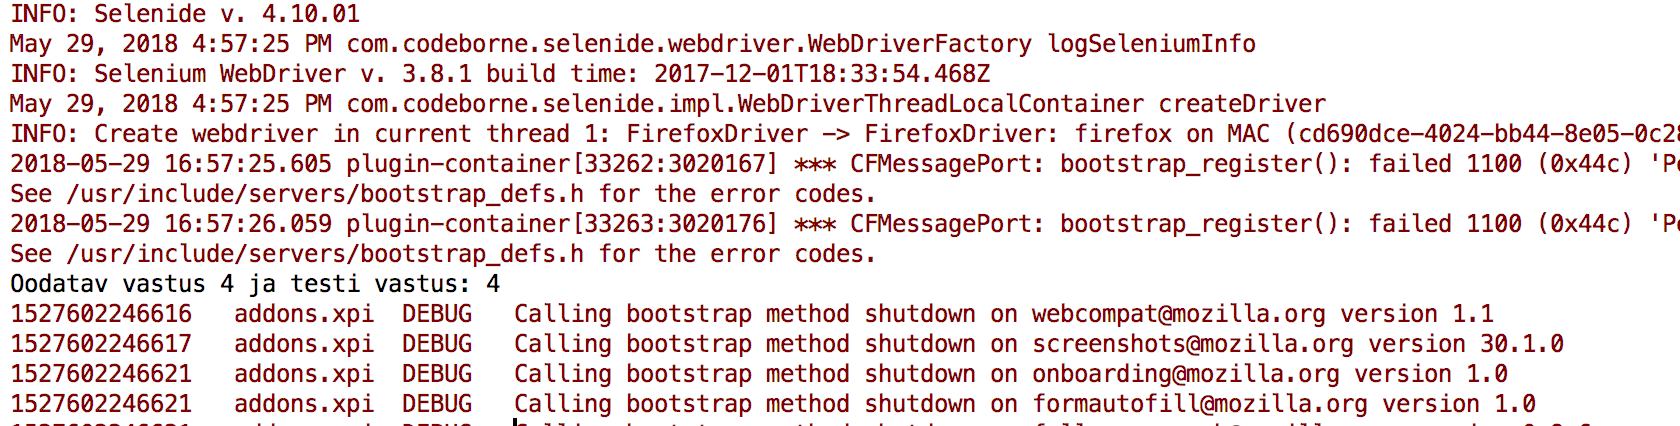 INFO: Selenide v. 4.10.01
May 29, 2018 4:57:25 PM com.codeborne.selenide.webdriver.WebDriverFactory logSeleniumInfo
INFO: Selenium WebDriver v. 3.8.1 build time: 2017-12-01T18:33:54.468Z
May 29, 2018 4:57:25 PM com.codeborne.selenide.impl.WebDriverThreadLocalContainer createDriver
INFO: Create webdriver in current thread 1: FirefoxDriver -> FirefoxDriver: firefox on MAC (cd690dce-4024-bb44-8e05-0c28
2018-05-29 16:57:25.605 plugin-container[33262:3020167] *** CFMessagePort: bootstrap_register(): failed 1100 (0x44c) 'Pe
See /usr/include/servers/bootstrap_defs.h for the error codes.
2018-05-29 16:57:26.059 plugin-container[33263:3020176] *** CFMessagePort: bootstrap_register(): failed 1100 (0x44c) 'Pe
See /usr/include/servers/bootstrap_defs.h for the error codes.
Oodatav vastus 4 ja testi vastus: 4
1527602246616 addons.xpi DEBUG Calling bootstrap method shutdown on webcompat@mozilla.org version 1.1
1527602246617 addons.xpi DEBUG Calling bootstrap method shutdown on screenshots@mozilla.org version 30.1.0
1527602246621 addons.xpi DEBUG Calling bootstrap method shutdown on onboarding@mozilla.org version 1.0
1527602246621 addons.xpi DEBUG Calling bootstrap method shutdown on formautofill@mozilla.org version 1.0